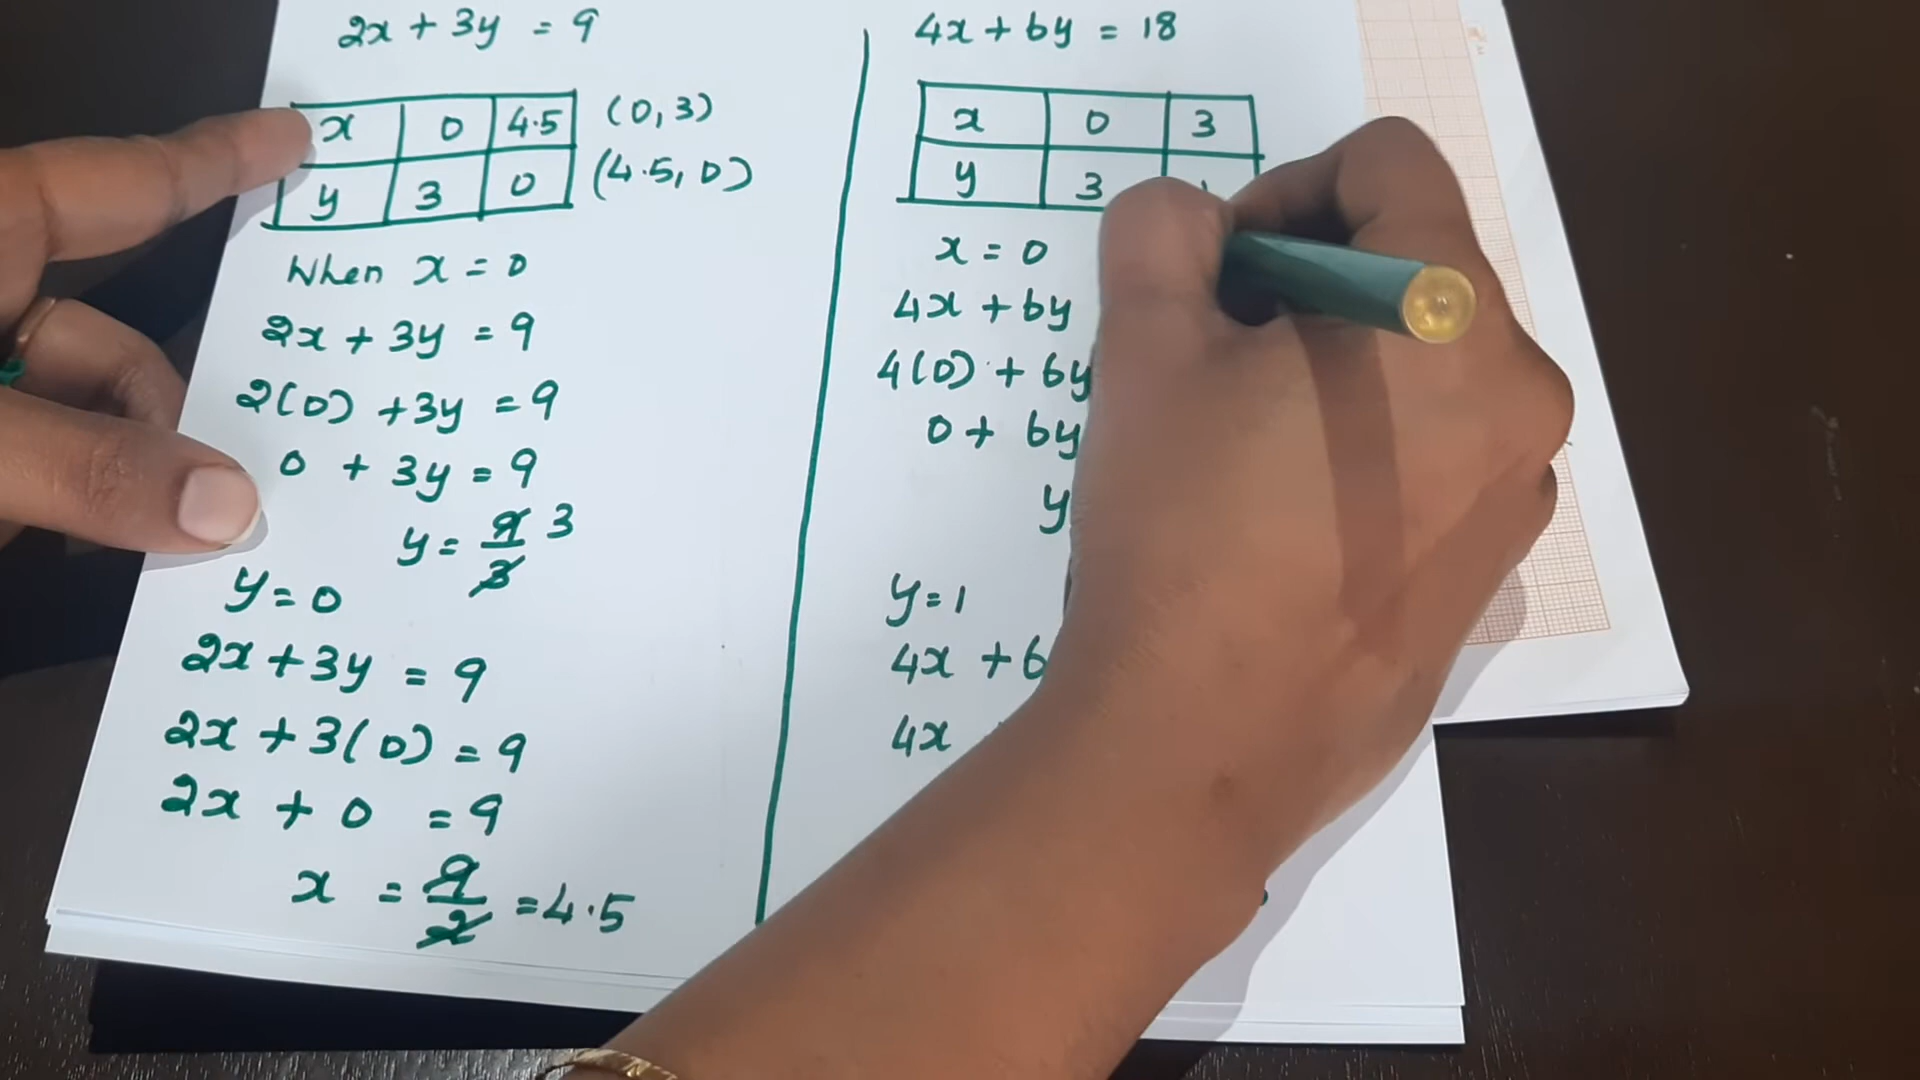 2x + 3y = 9
x 0 4.5 (0,3)
y 3 0 (4.5, 0)
When x = 0
2x + 3y = 9
2(0) + 3y = 9
0 + 3y = 9
y = 9/3 3
y = 0
2x + 3y = 9
2x + 3(0) = 9
2x + 0 = 9
x = 9/2 = 4.5
4x + 6y = 18
x 0 3
y 3
x = 0
4x + 6y
4(0) + 6y
0 + 6y
y
y = 1
4x + 6
4x